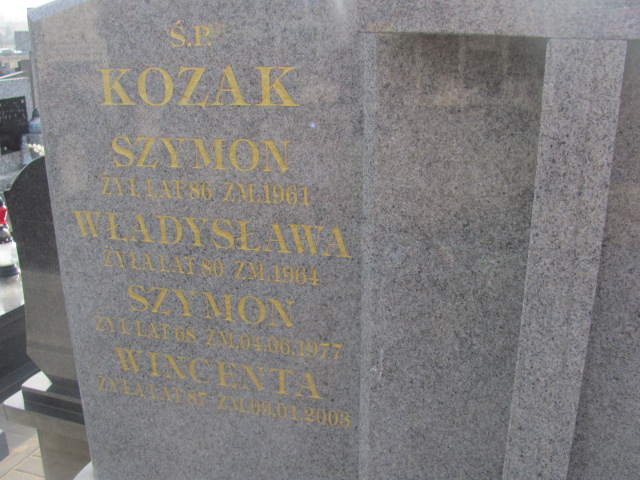 Ś.P.
KOZAK
SZYMON
ŻYŁ LAT 86 ZM.1961
WŁADYSŁAWA
ŻYŁA LAT 80 ZM.1964
SZYMON
ŻYŁ LAT 68 ZM.04.06.1977
WINCENTA
ŻYŁA LAT 87 ZM.09.01.2003